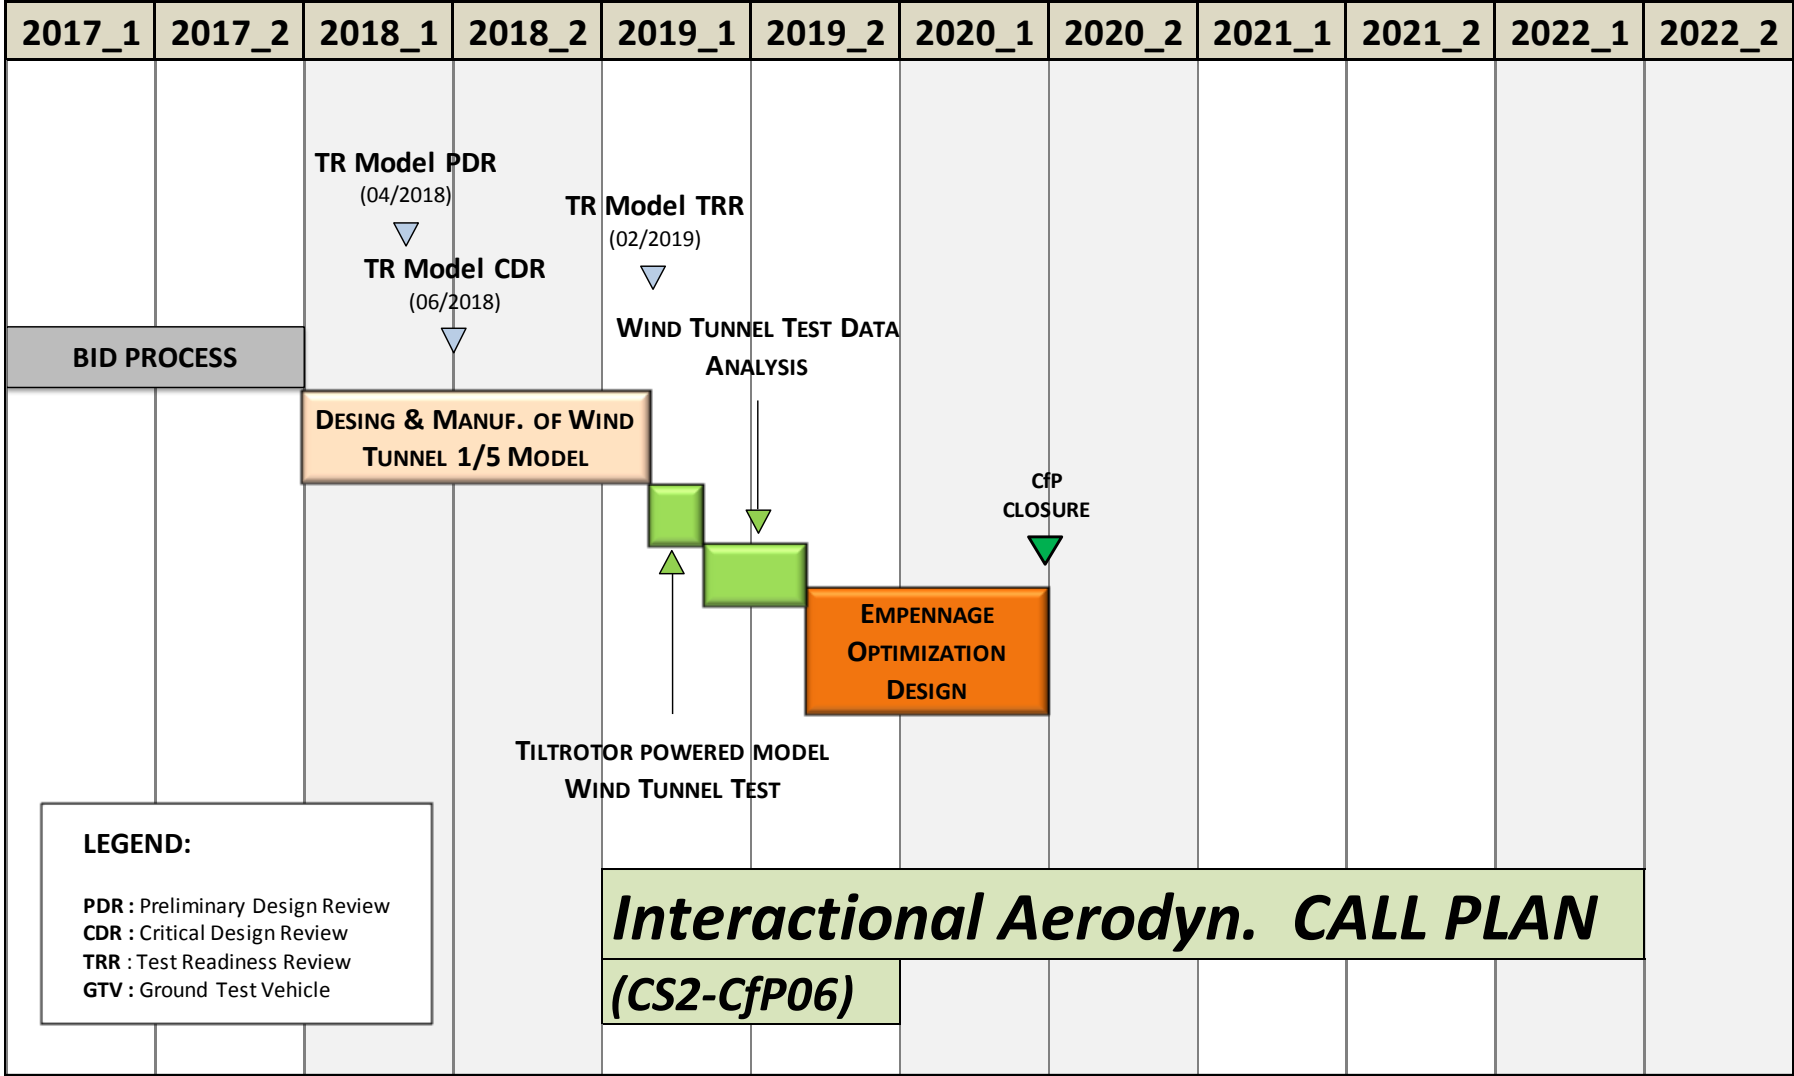 2017_1 2017_2 2018_1 2018_2 2019_1 2019_2 2020_1 2020_2 2021_1 2021_2 2022_1 2022_2
TR Model PDR
(04/2018)
TR Model TRR
(02/2019)
TR Model CDR
(06/2018)
WIND TUNNEL TEST DATA
ANALYSIS
BID PROCESS
DESING & MANUF. OF WIND
TUNNEL 1/5 MODEL
CfP
CLOSURE
EMPENNAGE
OPTIMIZATION
DESIGN
TILTROTOR POWERED MODEL
WIND TUNNEL TEST
LEGEND:
PDR : Preliminary Design Review
CDR : Critical Design Review
TRR : Test Readiness Review
GTV : Ground Test Vehicle
Interactional Aerodyn. CALL PLAN
(CS2-CfP06)